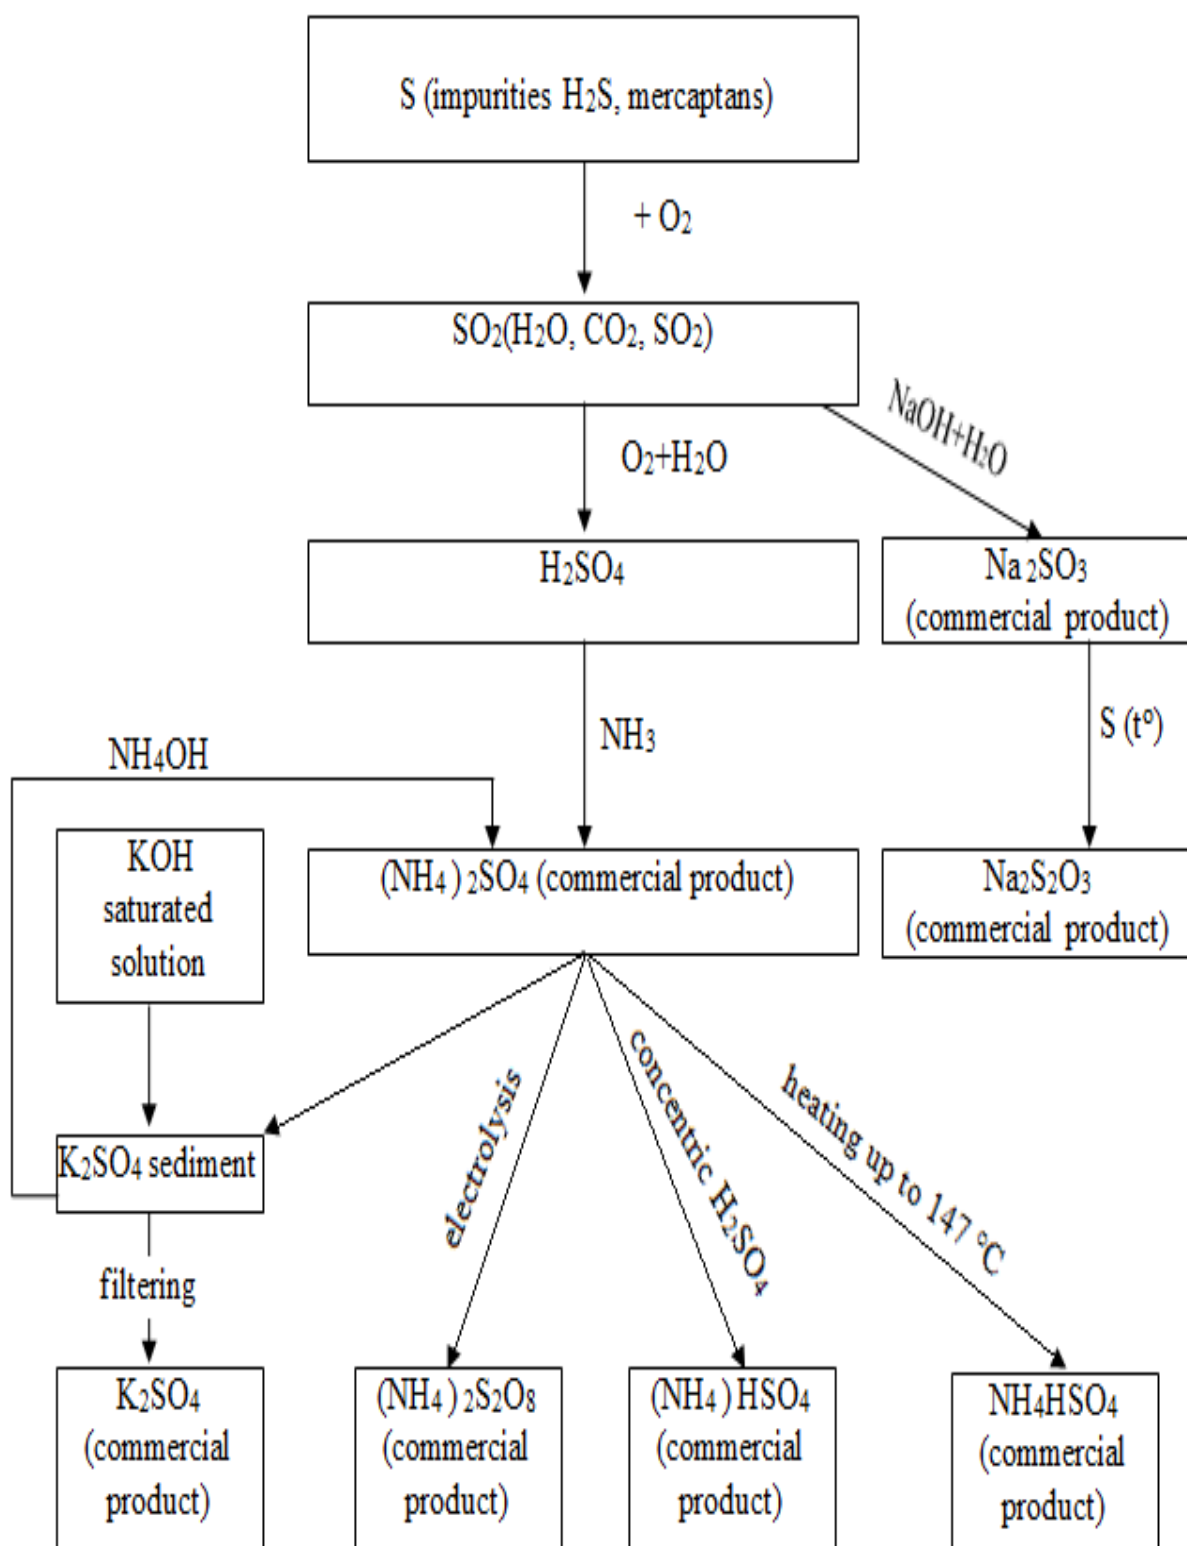 S (impurities H₂S, mercaptans)
+ O₂
SO₂(H₂O, CO₂, SO₂)
NaOH+H₂O
O₂+H₂O
H₂SO₄
Na ₂SO₃
(commercial product)
S (tº)
NH₃
NH₄OH
KOH
saturated
solution
(NH₄ ) ₂SO₄ (commercial product)
Na₂S₂O₃
(commercial product)
K₂SO₄ sediment
electrolysis
concentric H₂SO₄
heating up to 147 °C
filtering
K₂SO₄
(commercial
product)
(NH₄ ) ₂S₂O₈
(commercial
product)
(NH₄ ) HSO₄
(commercial
product)
NH₄HSO₄
(commercial
product)